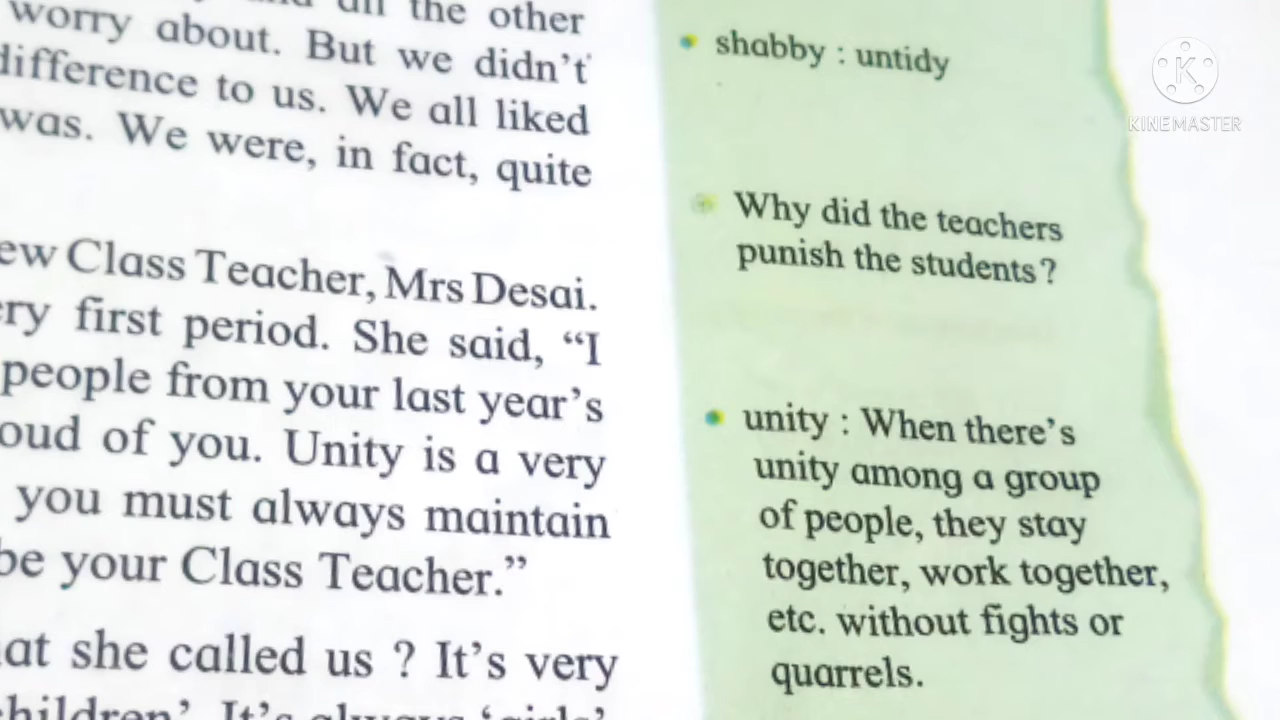 worry about. But we didn't
difference to us. We all liked
was. We were, in fact, quite
ew Class Teacher, Mrs Desai.
ery first period. She said, "I
people from your last year's
oud of you. Unity is a very
you must always maintain
be your Class Teacher."
at she called us ? It's very
children'. It's always 'girls'
all the other
shabby : untidy
Why did the teachers
punish the students?
unity : When there's
unity among a group
of people, they stay
together, work together,
etc. without fights or
quarrels.
KINEMASTER